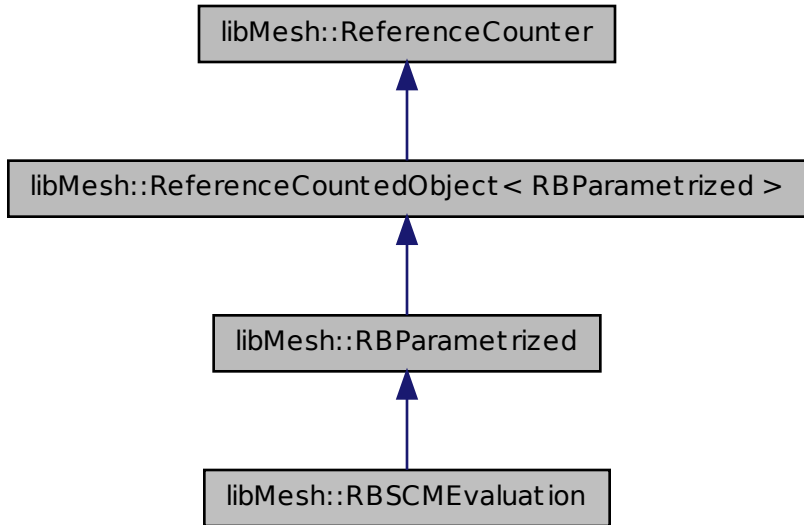 libMesh::ReferenceCounter
libMesh::ReferenceCountedObject< RBParametrized >
libMesh::RBParametrized
libMesh::RBSCMEvaluation